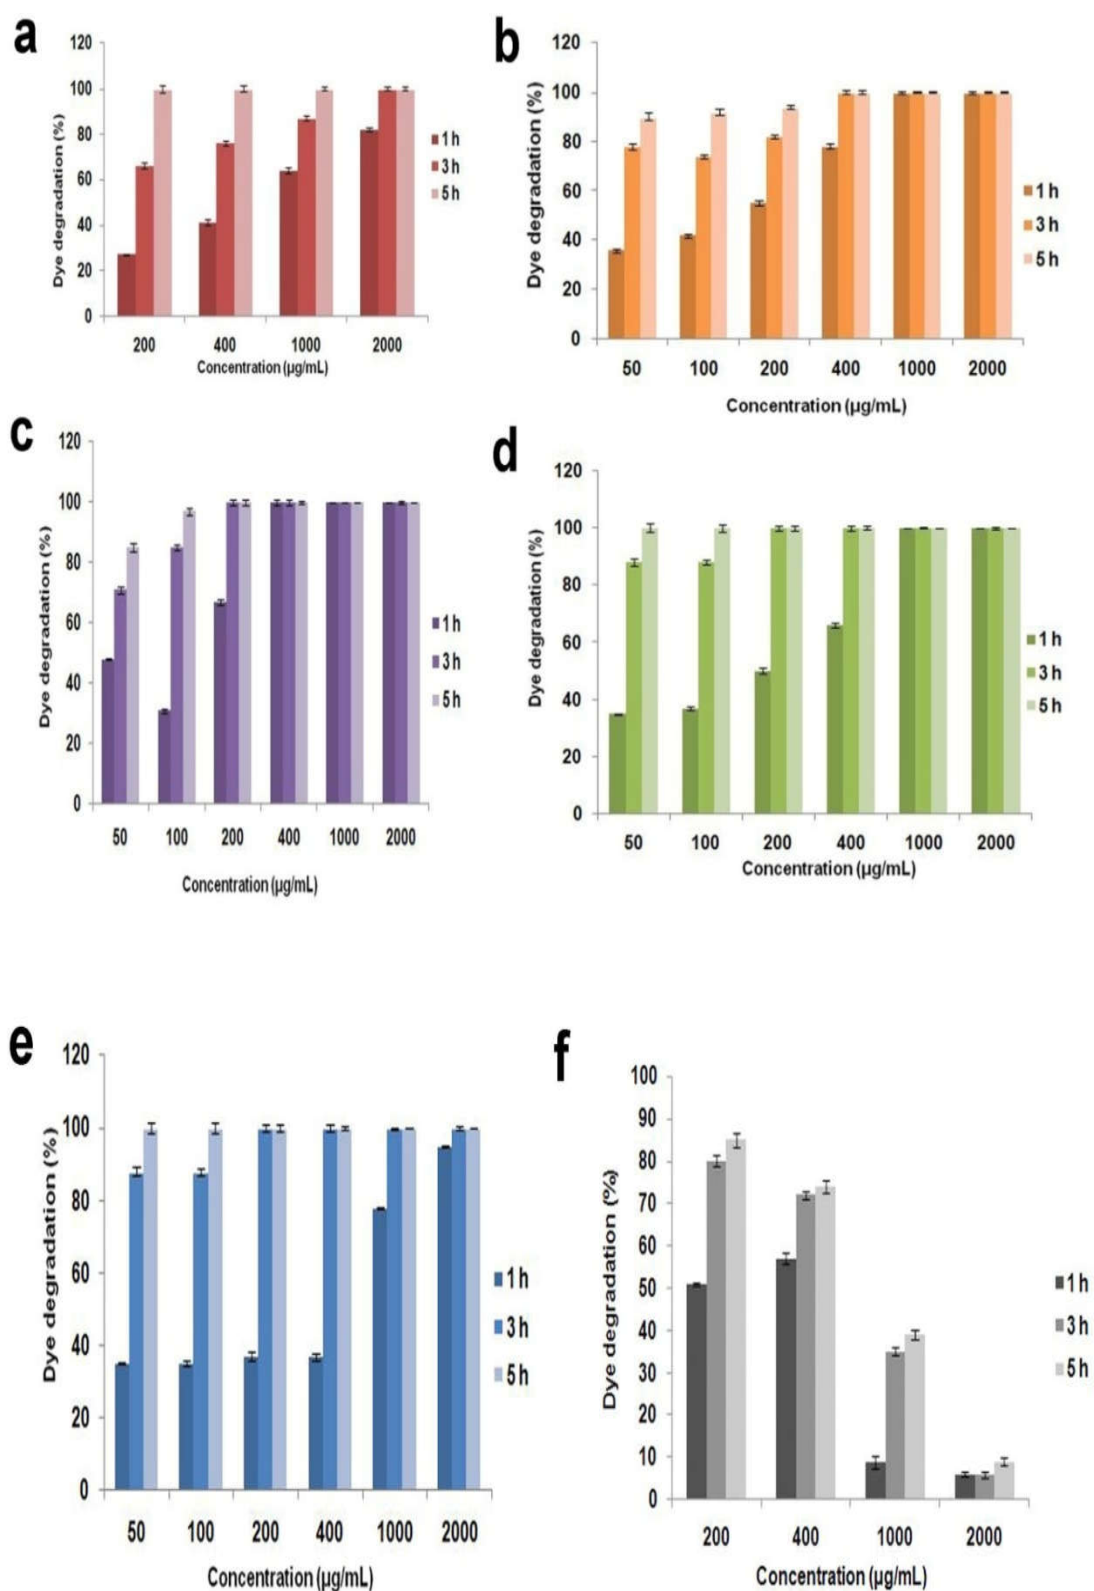 a
120
100
80
60
40
20
0
Dye degradation (%)
200 400 1000 2000
Concentration (µg/mL)
1 h
3 h
5 h
b
120
100
80
60
40
20
0
Dye degradation (%)
50 100 200 400 1000 2000
Concentration (µg/mL)
1 h
3 h
5 h
c
120
100
80
60
40
20
0
Dye degradation (%)
50 100 200 400 1000 2000
Concentration (µg/mL)
1 h
3 h
5 h
d
120
100
80
60
40
20
0
Dye degradation (%)
50 100 200 400 1000 2000
Concentration (µg/mL)
1 h
3 h
5 h
e
120
100
80
60
40
20
0
Dye degradation (%)
50 100 200 400 1000 2000
Concentration (µg/mL)
1 h
3 h
5 h
f
100
90
80
70
60
50
40
30
20
10
0
Dye degradation (%)
200 400 1000 2000
Concentration (µg/mL)
1 h
3 h
5 h